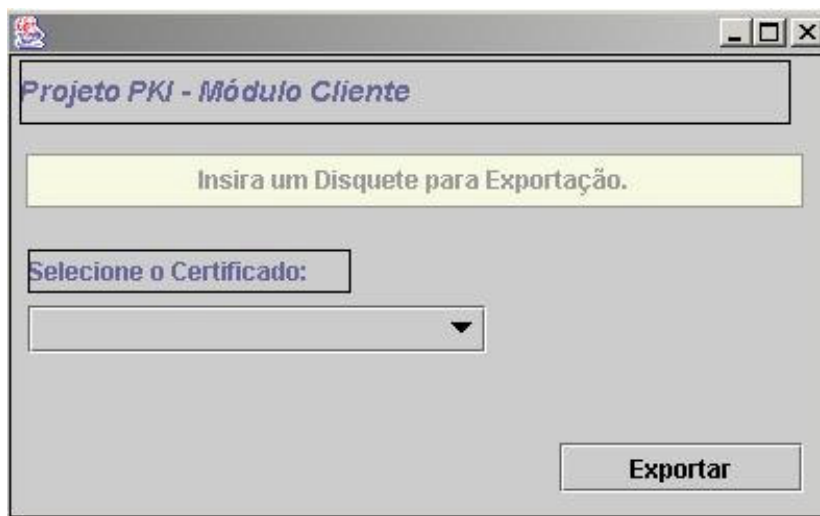 Projeto PKI - Módulo Cliente
Insira um Disquete para Exportação.
Selecione o Certificado:
Exportar